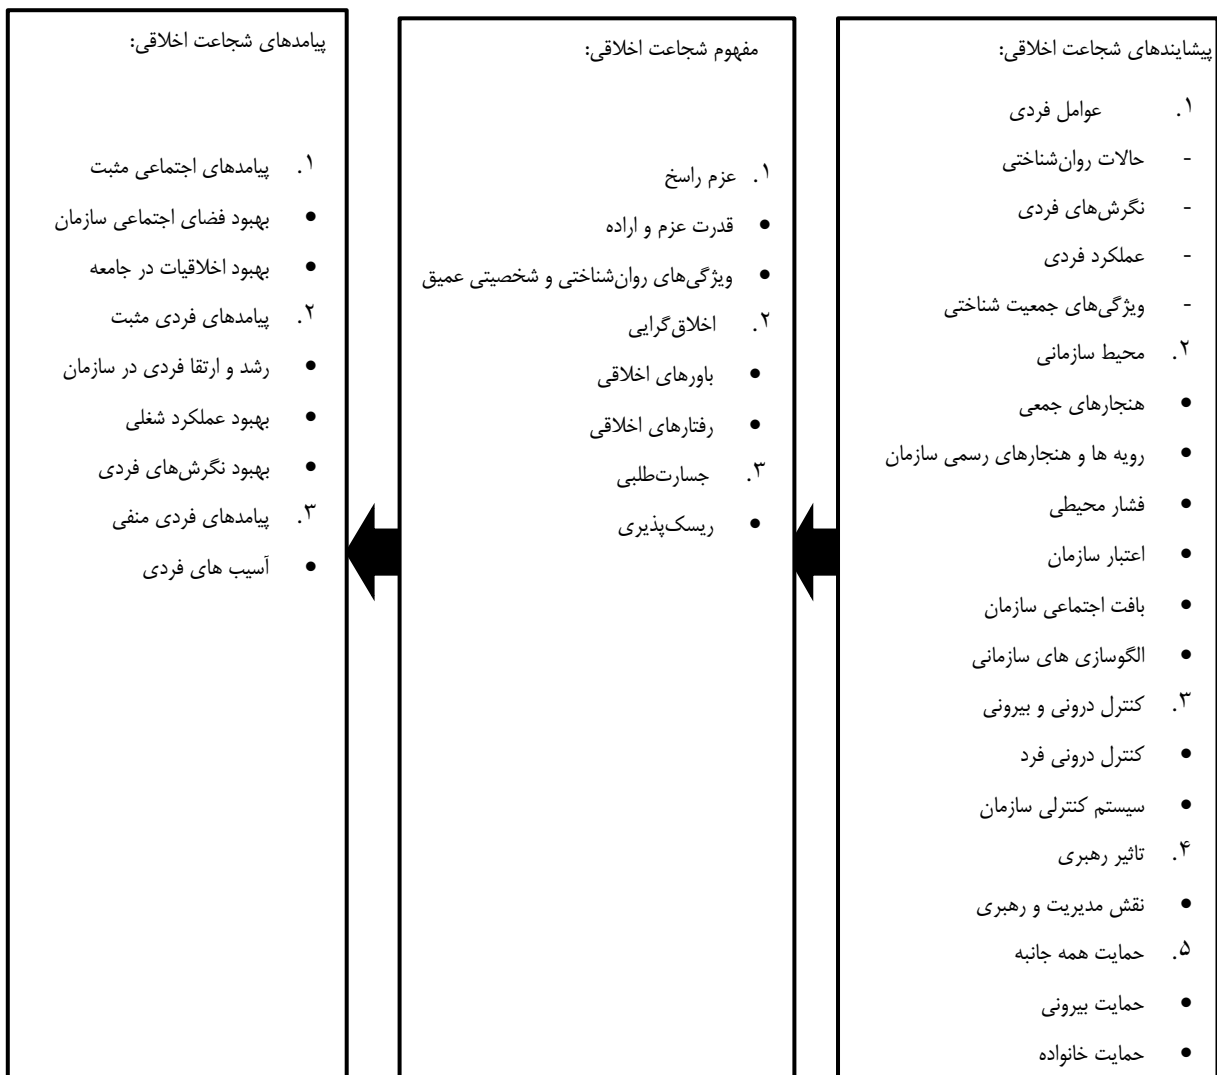 پیشایندهای شجاعت اخلاقی:
۱. عوامل فردی
- حالات روان‌شناختی
- نگرش‌های فردی
- عملکرد فردی
- ویژگی‌های جمعیت شناختی
۲. محیط سازمانی
● هنجارهای جمعی
● رویه ها و هنجارهای رسمی سازمان
● فشار محیطی
● اعتبار سازمان
● بافت اجتماعی سازمان
● الگوسازی های سازمانی
۳. کنترل درونی و بیرونی
● کنترل درونی فرد
● سیستم کنترلی سازمان
۴. تاثیر رهبری
● نقش مدیریت و رهبری
۵. حمایت همه جانبه
● حمایت بیرونی
● حمایت خانواده
مفهوم شجاعت اخلاقی:
۱. عزم راسخ
● قدرت عزم و اراده
● ویژگی‌های روان‌شناختی و شخصیتی عمیق
۲. اخلاق‌گرایی
● باورهای اخلاقی
● رفتارهای اخلاقی
۳. جسارت‌طلبی
● ریسک‌پذیری
پیامدهای شجاعت اخلاقی:
۱. پیامدهای اجتماعی مثبت
● بهبود فضای اجتماعی سازمان
● بهبود اخلاقیات در جامعه
۲. پیامدهای فردی مثبت
● رشد و ارتقا فردی در سازمان
● بهبود عملکرد شغلی
● بهبود نگرش‌های فردی
۳. پیامدهای فردی منفی
● آسیب های فردی